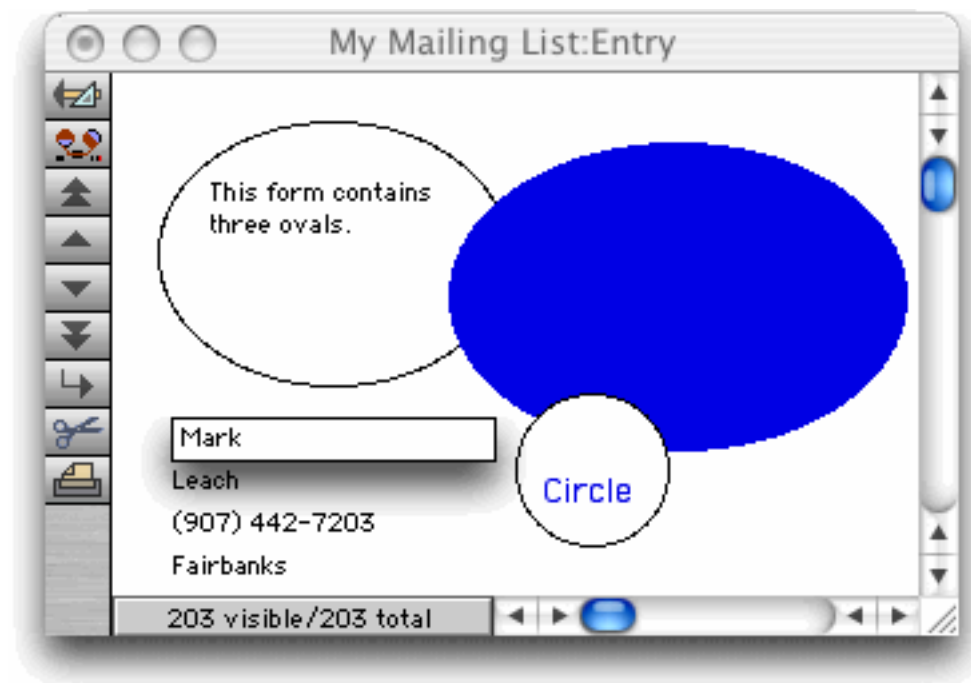 My Mailing List:Entry
This form contains
three ovals.
Mark
Leach
(907) 442-7203
Fairbanks
Circle
203 visible/203 total